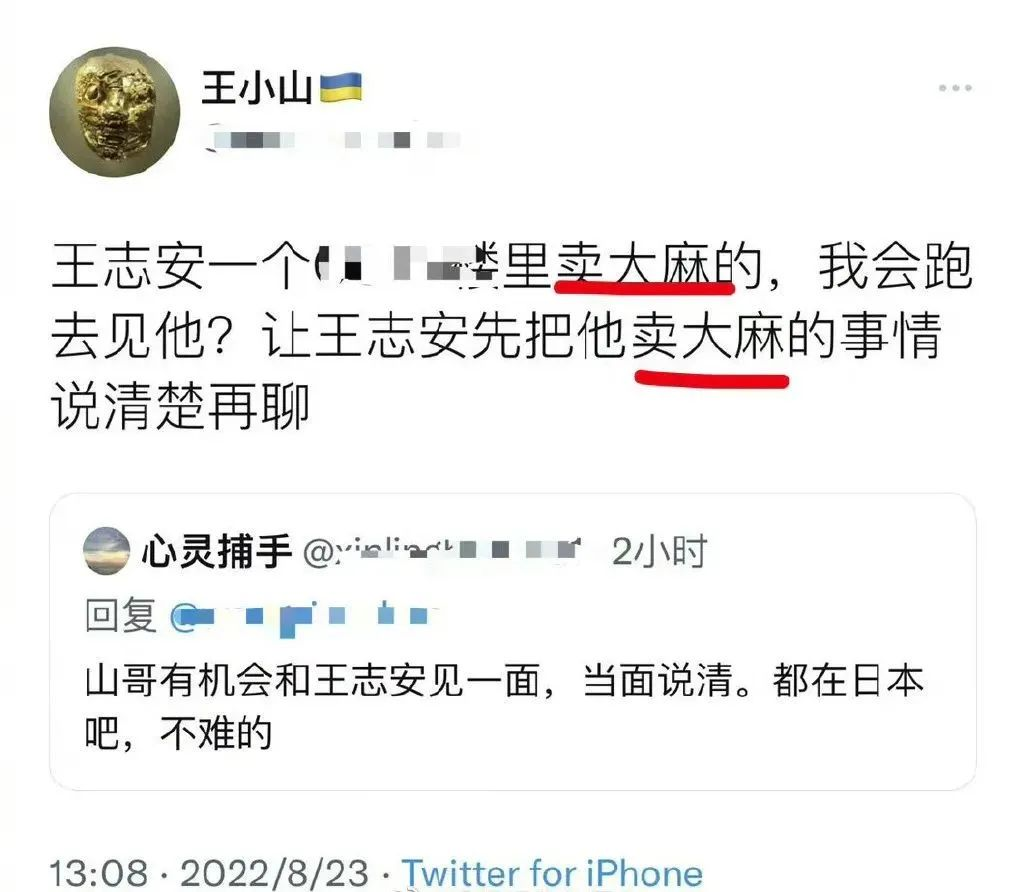 王小山
王志安一个 里卖大麻的，我会跑
去见他？让王志安先把他卖大麻的事情
说清楚再聊
心灵捕手 2小时
回复
山哥有机会和王志安见一面，当面说清。都在日本
吧，不难的
13:08 · 2022/8/23 · Twitter for iPhone